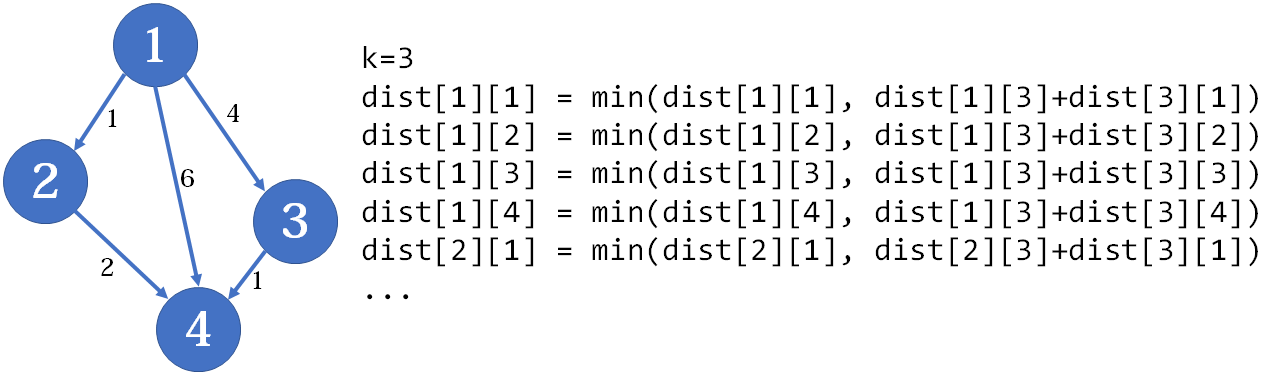 1
1
4
2
6
3
2
1
4
k=3
dist[1][1] = min(dist[1][1], dist[1][3]+dist[3][1])
dist[1][2] = min(dist[1][2], dist[1][3]+dist[3][2])
dist[1][3] = min(dist[1][3], dist[1][3]+dist[3][3])
dist[1][4] = min(dist[1][4], dist[1][3]+dist[3][4])
dist[2][1] = min(dist[2][1], dist[2][3]+dist[3][1])
...